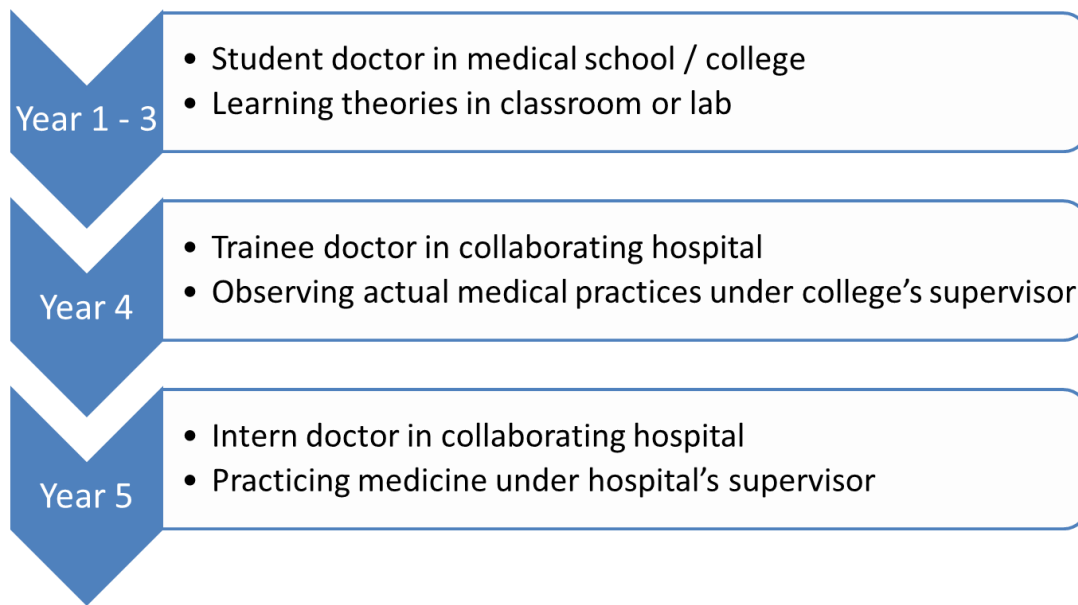 Year 1 - 3
• Student doctor in medical school / college
• Learning theories in classroom or lab
Year 4
• Trainee doctor in collaborating hospital
• Observing actual medical practices under college’s supervisor
Year 5
• Intern doctor in collaborating hospital
• Practicing medicine under hospital’s supervisor